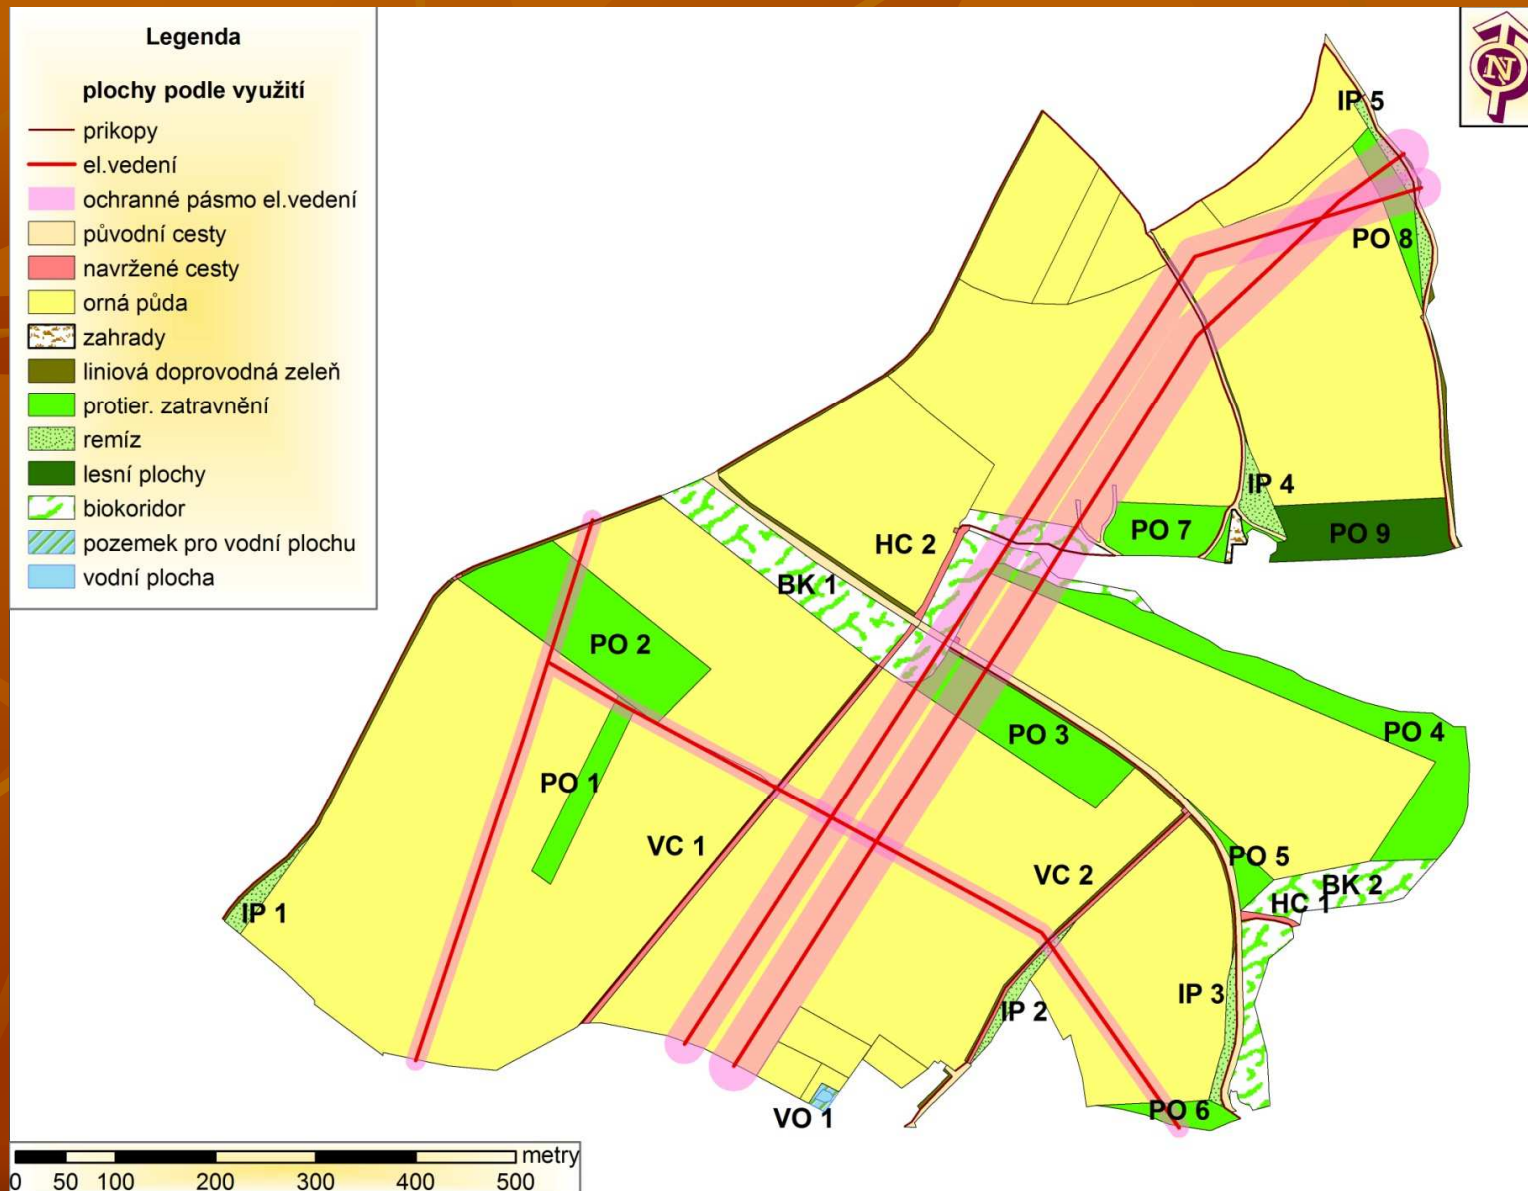 Legenda
plochy podle využití
prikopy
el.vedení
ochranné pásmo el.vedení
původní cesty
navržené cesty
orná půda
zahrady
liniová doprovodná zeleň
protier. zatravnění
remíz
lesní plochy
biokoridor
pozemek pro vodní plochu
vodní plocha
N
IP 5
PO 8
IP 4
PO 7
PO 9
HC 2
BK 1
PO 2
PO 3
PO 4
PO 1
VC 1
VC 2
PO 5
BK 2
HC 1
IP 1
IP 3
IP 2
PO 6
VO 1
metry
0 50 100 200 300 400 500